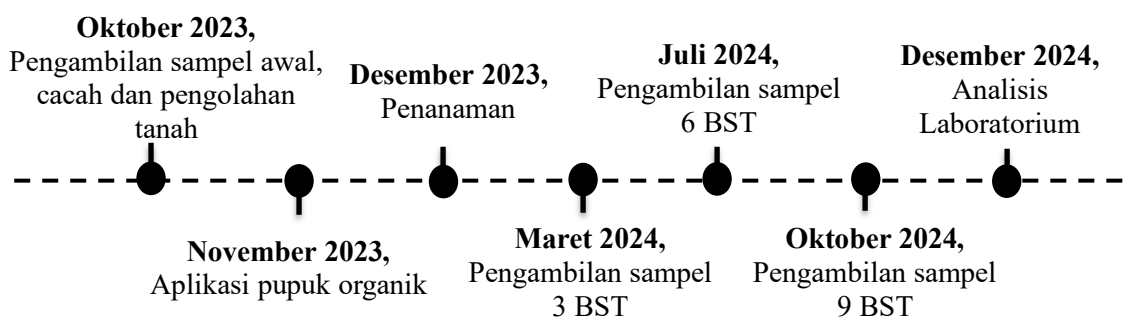 Oktober 2023,
Pengambilan sampel awal,
cacah dan pengolahan
tanah
November 2023,
Aplikasi pupuk organik
Desember 2023,
Penanaman
Maret 2024,
Pengambilan sampel
3 BST
Juli 2024,
Pengambilan sampel
6 BST
Oktober 2024,
Pengambilan sampel
9 BST
Desember 2024,
Analisis
Laboratorium